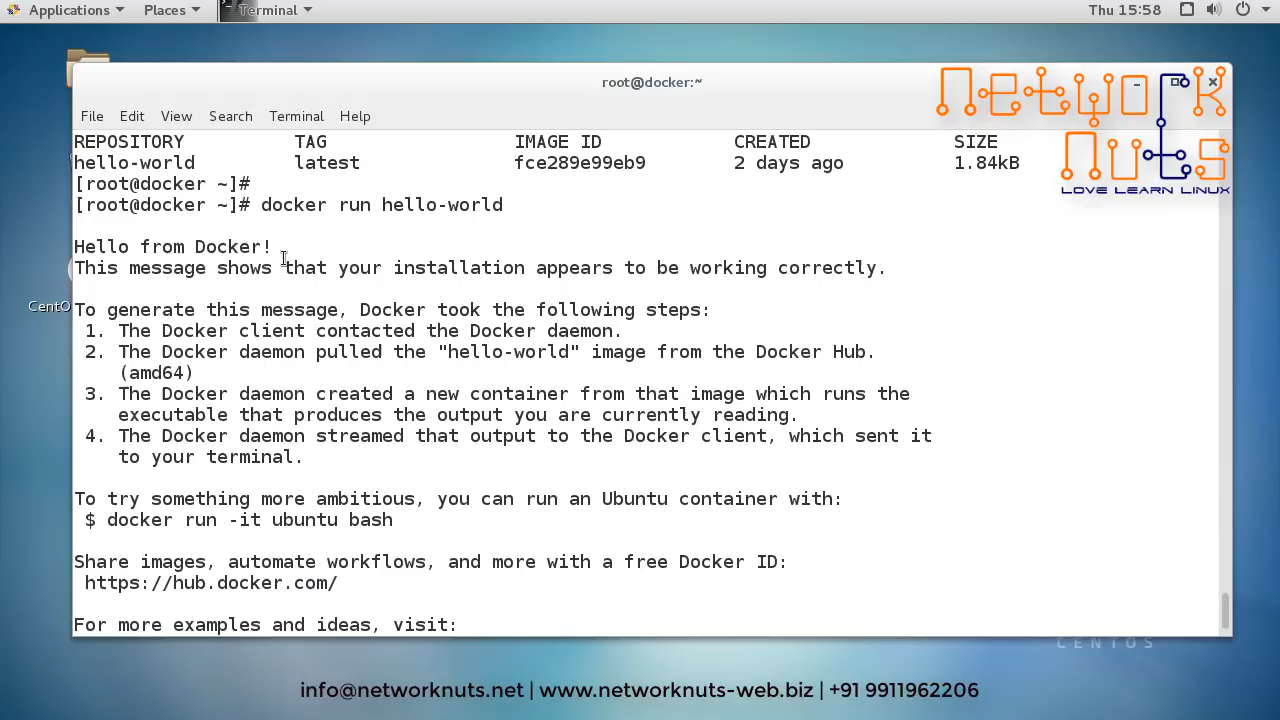 Applications Places Terminal Thu 15:58
root@docker:~
File Edit View Search Terminal Help
REPOSITORY TAG IMAGE ID CREATED SIZE
hello-world latest fce289e99eb9 2 days ago 1.84kB
[root@docker ~]#
[root@docker ~]# docker run hello-world
Hello from Docker!
This message shows that your installation appears to be working correctly.
CentO
To generate this message, Docker took the following steps:
1. The Docker client contacted the Docker daemon.
2. The Docker daemon pulled the "hello-world" image from the Docker Hub.
(amd64)
3. The Docker daemon created a new container from that image which runs the
executable that produces the output you are currently reading.
4. The Docker daemon streamed that output to the Docker client, which sent it
to your terminal.
To try something more ambitious, you can run an Ubuntu container with:
$ docker run -it ubuntu bash
Share images, automate workflows, and more with a free Docker ID:
https://hub.docker.com/
For more examples and ideas, visit:
NETWORK
NUTS
LOVE LEARN LINUX
CENTOS
info@networknuts.net | www.networknuts-web.biz | +91 9911962206